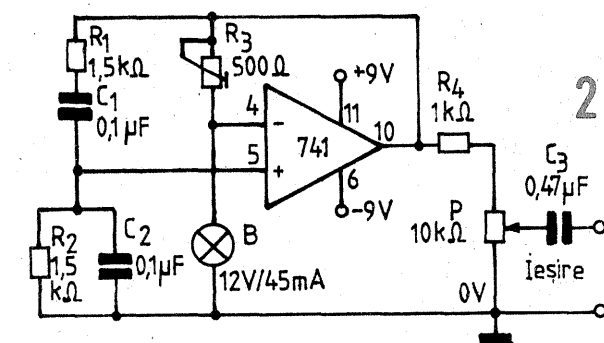 R1
1,5kΩ
C1
0,1μF
R3
500Ω
+9V
4
11
10
741
5
6
-9V
R4
1kΩ
2
C3
0,47μF
P
10kΩ
Ieșire
R2
1,5
kΩ
C2
0,1μF
B
12V/45mA
0V